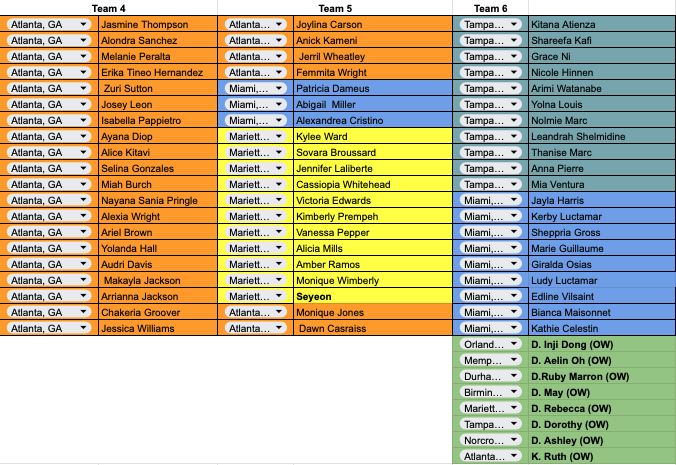 Team 4 Team 5 Team 6
Atlanta, GA Jasmine Thompson Atlanta... Joylina Carson Tampa... Kitana Atienza
Atlanta, GA Alondra Sanchez Atlanta... Anick Kameni Tampa... Shareefa Kafi
Atlanta, GA Melanie Peralta Atlanta... Jerril Wheatley Tampa... Grace Ni
Atlanta, GA Erika Tineo Hernandez Atlanta... Femmita Wright Tampa... Nicole Hinnen
Atlanta, GA Zuri Sutton Miami,... Patricia Dameus Tampa... Arimi Watanabe
Atlanta, GA Josey Leon Miami,... Abigail Miller Tampa... Yolna Louis
Atlanta, GA Isabella Pappietro Miami,... Alexandrea Cristino Tampa... Nolmie Marc
Atlanta, GA Ayana Diop Mariett... Kylee Ward Tampa... Leandrah Shelmidine
Atlanta, GA Alice Kitavi Mariett... Sovara Broussard Tampa... Thanise Marc
Atlanta, GA Selina Gonzales Mariett... Jennifer Laliberte Tampa... Anna Pierre
Atlanta, GA Miah Burch Mariett... Cassiopia Whitehead Tampa... Mia Ventura
Atlanta, GA Nayana Sania Pringle Mariett... Victoria Edwards Miami,... Jayla Harris
Atlanta, GA Alexia Wright Mariett... Kimberly Prempeh Miami,... Kerby Luctamar
Atlanta, GA Ariel Brown Mariett... Vanessa Pepper Miami,... Sheppria Gross
Atlanta, GA Yolanda Hall Mariett... Alicia Mills Miami,... Marie Guillaume
Atlanta, GA Audri Davis Mariett... Amber Ramos Miami,... Giralda Osias
Atlanta, GA Makayla Jackson Mariett... Monique Wimberly Miami,... Ludy Luctamar
Atlanta, GA Arrianna Jackson Mariett... Seyeon Miami,... Edline Vilsaint
Atlanta, GA Chakeria Groover Atlanta... Monique Jones Miami,... Bianca Maisonnet
Atlanta, GA Jessica Williams Atlanta... Dawn Casraiss Miami,... Kathie Celestin
Orland... D. Inji Dong (OW)
Memp... D. Aelin Oh (OW)
Durha... D.Ruby Marron (OW)
Birmin... D. May (OW)
Mariett... D. Rebecca (OW)
Tampa... D. Dorothy (OW)
Norcro... D. Ashley (OW)
Atlanta... K. Ruth (OW)